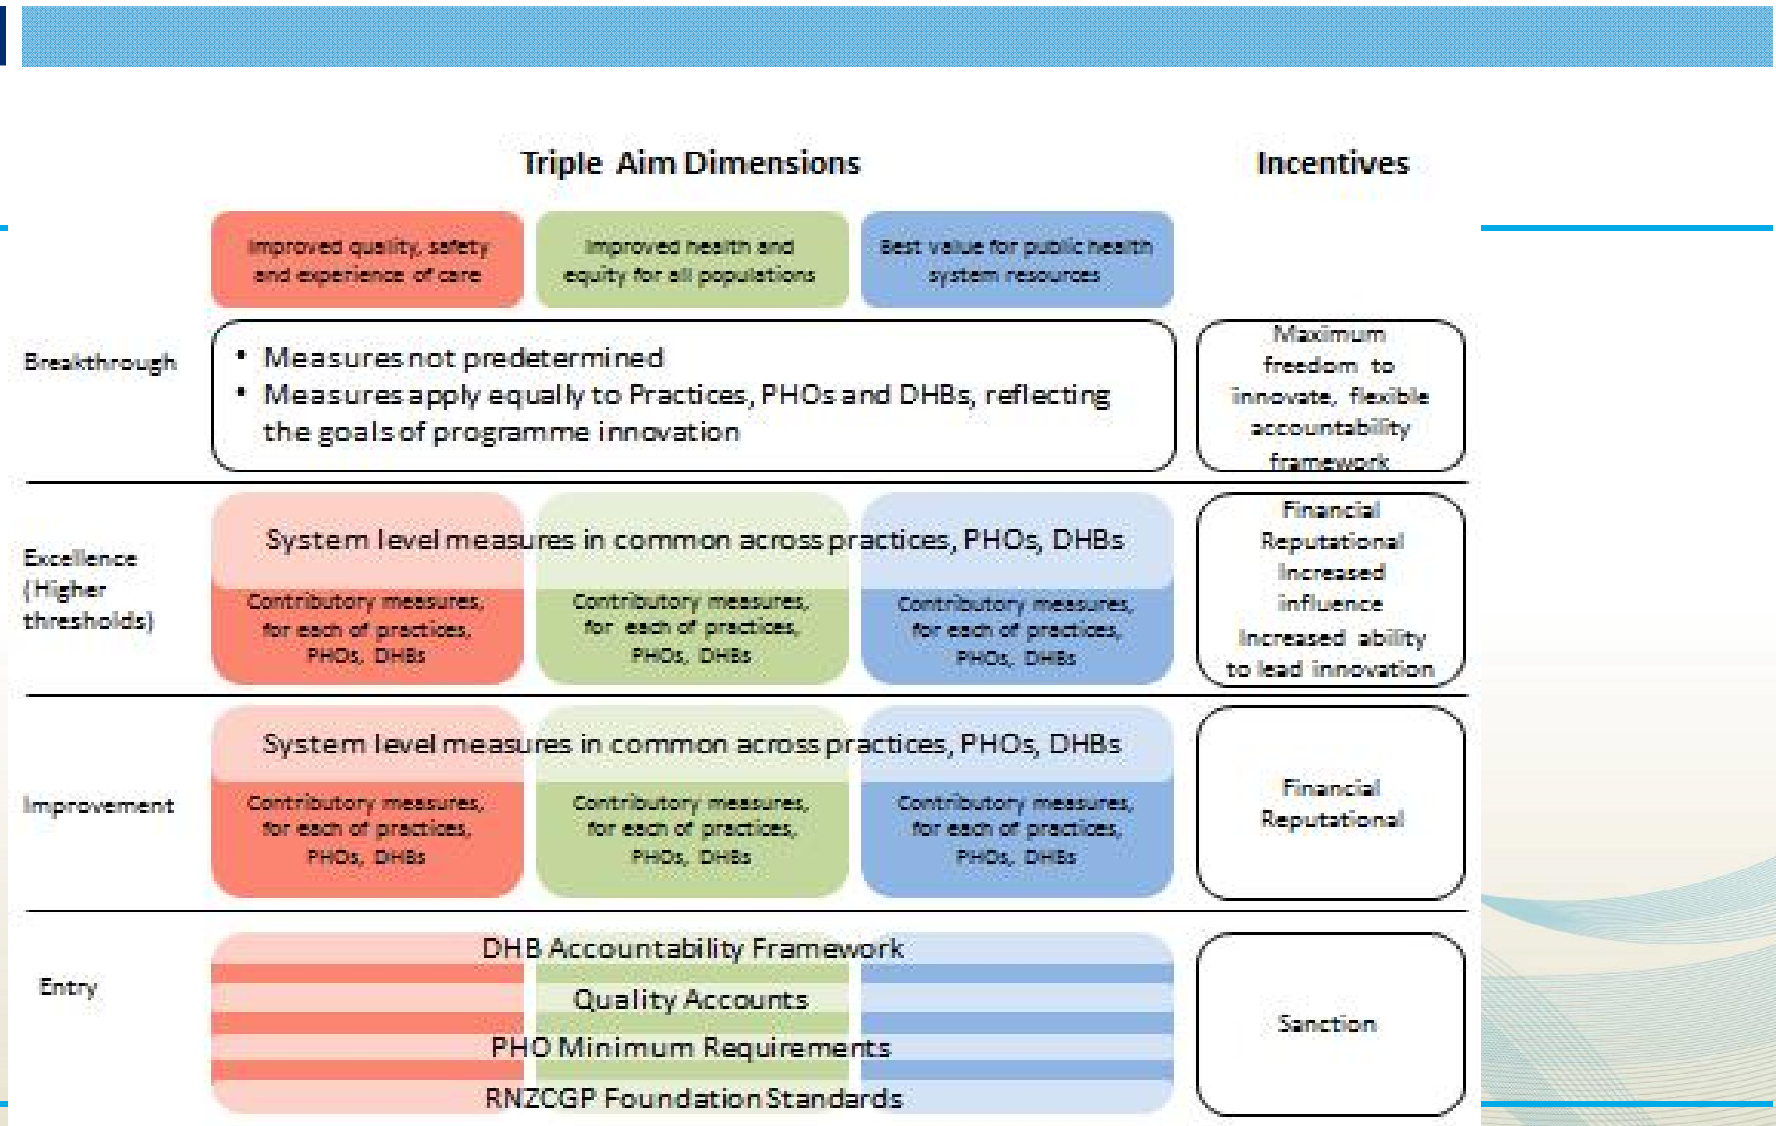 Triple Aim Dimensions
Incentives
Improved quality, safety
and experience of care
Improved health and
equity for all populations
Best value for public health
system resources
Breakthrough
• Measures not predetermined
• Measures apply equally to Practices, PHOs and DHBs, reflecting
the goals of programme innovation
Maximum
freedom to
innovate, flexible
accountability
framework
Excellence
(Higher
thresholds)
System level measures in common across practices, PHOs, DHBs
Contributory measures,
for each of practices,
PHOs, DHBs
Contributory measures,
for each of practices,
PHOs, DHBs
Contributory measures,
for each of practices,
PHOs, DHBs
Financial
Reputational
Increased
influence
Increased ability
to lead innovation
Improvement
System level measures in common across practices, PHOs, DHBs
Contributory measures,
for each of practices,
PHOs, DHBs
Contributory measures,
for each of practices,
PHOs, DHBs
Contributory measures,
for each of practices,
PHOs, DHBs
Financial
Reputational
Entry
DHB Accountability Framework
Quality Accounts
PHO Minimum Requirements
RNZCGP Foundation Standards
Sanction